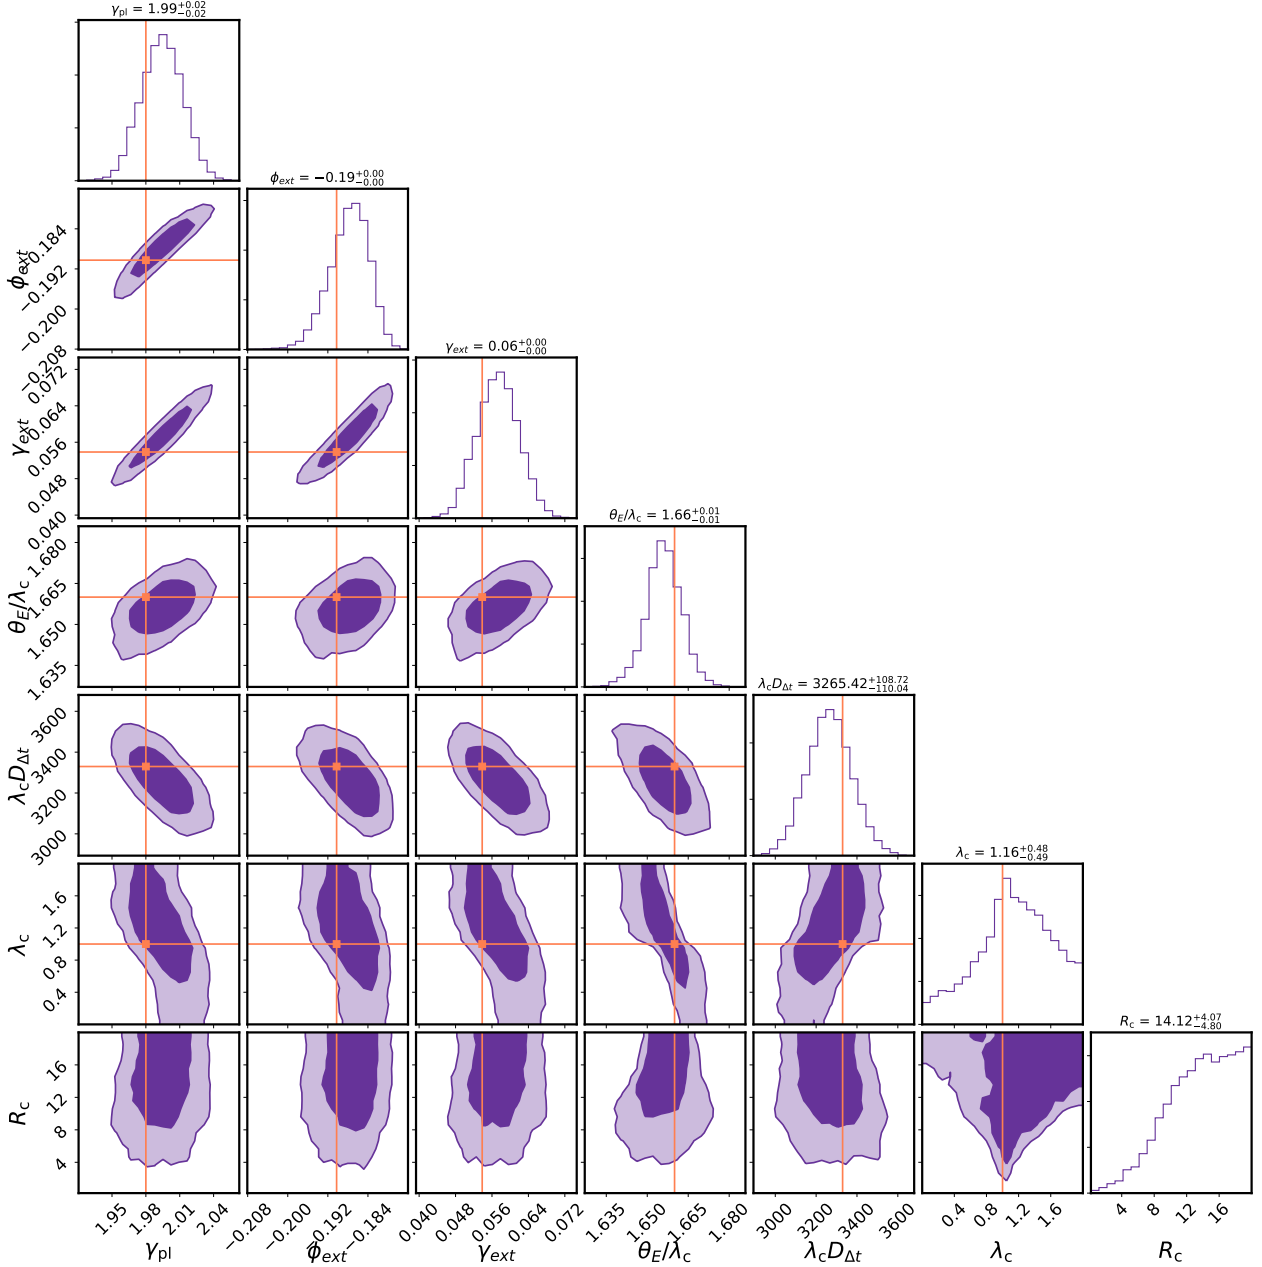 γ_pl = 1.99^{+0.02}_{−0.02}
ϕ_ext = −0.19^{+0.00}_{−0.00}
ϕ_ext
−0.184
−0.192
−0.200
−0.208
γ_ext = 0.06^{+0.00}_{−0.00}
γ_ext
0.072
0.064
0.056
0.048
0.040
θ_E/λ_c = 1.66^{+0.01}_{−0.01}
θ_E/λ_c
1.680
1.665
1.650
1.635
λ_cD_{Δt} = 3265.42^{+108.72}_{−110.04}
λ_cD_{Δt}
3600
3400
3200
3000
λ_c = 1.16^{+0.48}_{−0.49}
λ_c
1.6
1.2
0.8
0.4
R_c = 14.12^{+4.07}_{−4.80}
R_c
16
12
8
4
1.95 1.98 2.01 2.04 −0.208 −0.200 −0.192 −0.184 0.040 0.048 0.056 0.064 0.072 1.635 1.650 1.665 1.680 3000 3200 3400 3600 0.4 0.8 1.2 1.6 4 8 12 16
γ_pl ϕ_ext γ_ext θ_E/λ_c λ_cD_{Δt} λ_c R_c